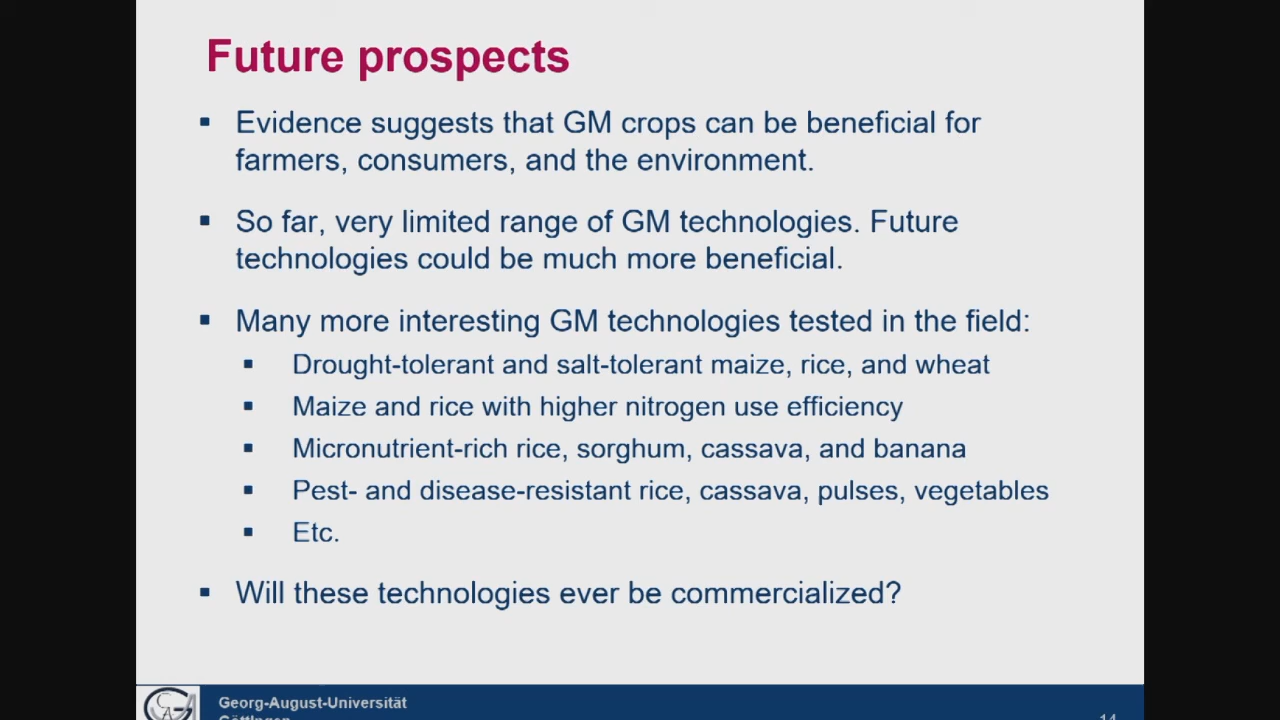 Future prospects
▪ Evidence suggests that GM crops can be beneficial for
farmers, consumers, and the environment.
▪ So far, very limited range of GM technologies. Future
technologies could be much more beneficial.
▪ Many more interesting GM technologies tested in the field:
▪ Drought-tolerant and salt-tolerant maize, rice, and wheat
▪ Maize and rice with higher nitrogen use efficiency
▪ Micronutrient-rich rice, sorghum, cassava, and banana
▪ Pest- and disease-resistant rice, cassava, pulses, vegetables
▪ Etc.
▪ Will these technologies ever be commercialized?
Georg-August-Universität
Göttingen
14